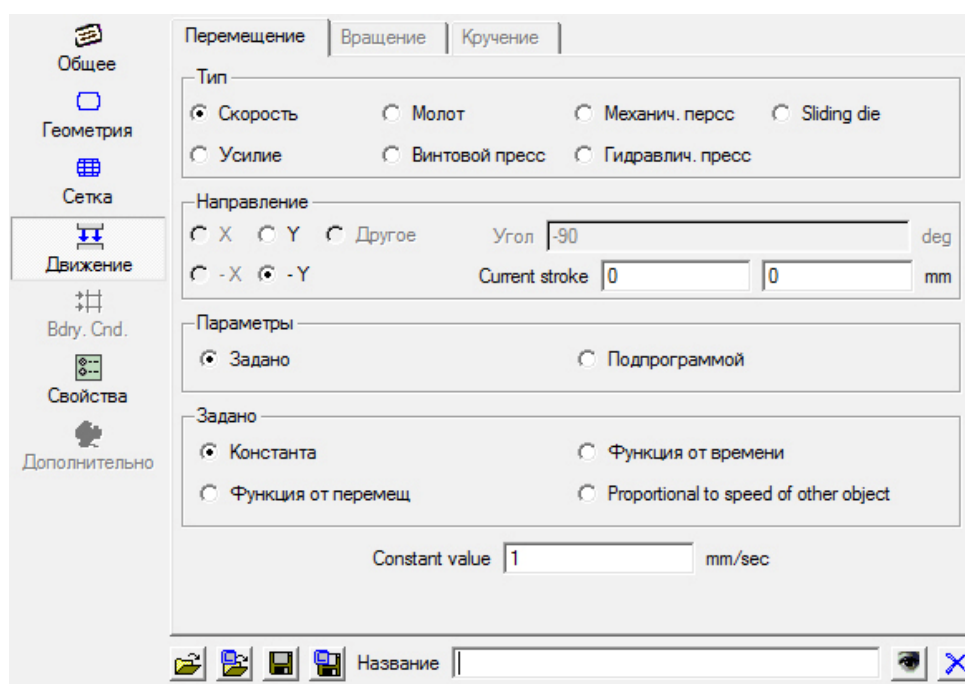 Общее
Геометрия
Сетка
Движение
Bdry. Cnd.
Свойства
Дополнительно
Перемещение Вращение Кручение
Тип
Скорость Молот Механич. персс Sliding die
Усилие Винтовой пресс Гидравлич. пресс
Направление
X Y Другое Угол -90 deg
-X -Y Current stroke 0 0 mm
Параметры
Задано Подпрограммой
Задано
Константа Функция от времени
Функция от перемещ Proportional to speed of other object
Constant value 1 mm/sec
Название